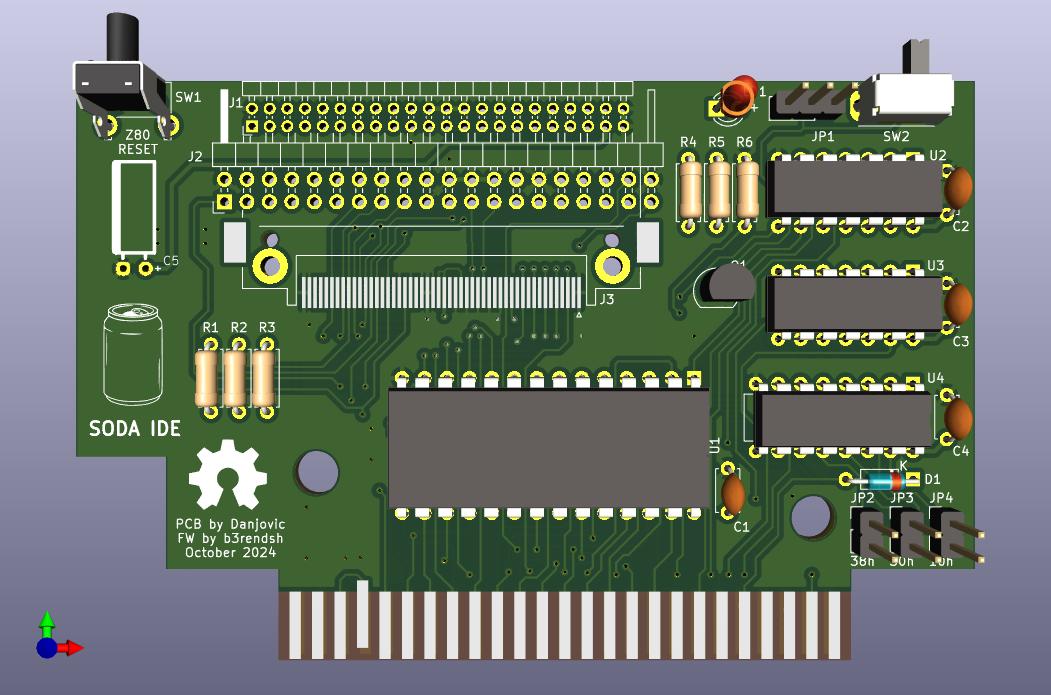 SW1
J1
1
Z80
RESET
JP1
SW2
J2
R4
R5
R6
U2
C2
C5
U3
J3
C3
R1
R2
R3
U4
SODA IDE
U1
C4
K
D1
JP2
JP3
JP4
PCB by Danjovic
FW by b3rendsh
October 2024
C1
38h
10h